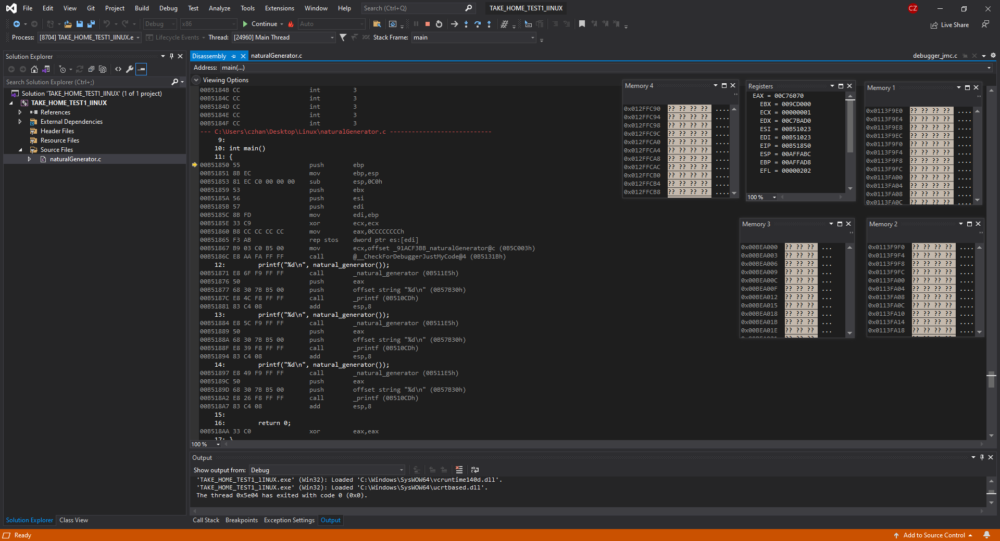 File Edit View Git Project Build Debug Test Analyze Tools Extensions Window Help Search (Ctrl+Q) TAKE_HOME_TEST1_lINUX CZ
Debug x86 Continue Auto Live Share
Process: [8704] TAKE_HOME_TEST1_lINUX.e Lifecycle Events Thread: [24960] Main Thread Stack Frame: main
Solution Explorer
Search Solution Explorer (Ctrl+;)
Solution 'TAKE_HOME_TEST1_lINUX' (1 of 1 project)
TAKE_HOME_TEST1_lINUX
References
External Dependencies
Header Files
Resource Files
Source Files
naturalGenerator.c
Disassembly naturalGenerator.c debugger_jmc.c
Address: main(...)
Viewing Options
00B5184B CC int 3
00B5184C CC int 3
00B5184D CC int 3
00B5184E CC int 3
00B5184F CC int 3
--- C:\Users\czhan\Desktop\Linux\naturalGenerator.c ----------------------------
9:
10: int main()
11: {
00B51850 55 push ebp
00B51851 8B EC mov ebp,esp
00B51853 81 EC C0 00 00 00 sub esp,0C0h
00B51859 53 push ebx
00B5185A 56 push esi
00B5185B 57 push edi
00B5185C 8B FD mov edi,ebp
00B5185E 33 C9 xor ecx,ecx
00B51860 B8 CC CC CC CC mov eax,0CCCCCCCCh
00B51865 F3 AB rep stos dword ptr es:[edi]
00B51867 B9 03 C0 B5 00 mov ecx,offset _91ACF3BB_naturalGenerator@c (0B5C003h)
00B5186C E8 AA FA FF FF call @__CheckForDebuggerJustMyCode@4 (0B5131Bh)
12: printf("%d\n", natural_generator());
00B51871 E8 6F F9 FF FF call _natural_generator (0B511E5h)
00B51876 50 push eax
00B51877 68 30 7B B5 00 push offset string "%d\n" (0B57B30h)
00B5187C E8 4C F8 FF FF call _printf (0B510CDh)
00B51881 83 C4 08 add esp,8
13: printf("%d\n", natural_generator());
00B51884 E8 5C F9 FF FF call _natural_generator (0B511E5h)
00B51889 50 push eax
00B5188A 68 30 7B B5 00 push offset string "%d\n" (0B57B30h)
00B5188F E8 39 F8 FF FF call _printf (0B510CDh)
00B51894 83 C4 08 add esp,8
14: printf("%d\n", natural_generator());
00B51897 E8 49 F9 FF FF call _natural_generator (0B511E5h)
00B5189C 50 push eax
00B5189D 68 30 7B B5 00 push offset string "%d\n" (0B57B30h)
00B518A2 E8 26 F8 FF FF call _printf (0B510CDh)
00B518A7 83 C4 08 add esp,8
15:
16: return 0;
00B518AA 33 C0 xor eax,eax
17: }
100 %
Memory 4
0x012FFC90 ?? ?? ?? ?? ....
0x012FFC94 ?? ?? ?? ?? ....
0x012FFC98 ?? ?? ?? ?? ....
0x012FFC9C ?? ?? ?? ?? ....
0x012FFCA0 ?? ?? ?? ?? ....
0x012FFCA4 ?? ?? ?? ?? ....
0x012FFCA8 ?? ?? ?? ?? ....
0x012FFCAC ?? ?? ?? ?? ....
0x012FFCB0 ?? ?? ?? ?? ....
0x012FFCB4 ?? ?? ?? ?? ....
0x012FFCB8 ?? ?? ?? ?? ....
Registers
EAX = 00C76070
EBX = 009CD000
ECX = 00000001
EDX = 00C7BAD0
ESI = 00B51023
EDI = 00B51023
EIP = 00B51850
ESP = 00AFFABC
EBP = 00AFFAD8
EFL = 00000202
100 %
Memory 1
0x0113F9E0 ?? ?? ?? ?? ....
0x0113F9E4 ?? ?? ?? ?? ....
0x0113F9E8 ?? ?? ?? ?? ....
0x0113F9EC ?? ?? ?? ?? ....
0x0113F9F0 ?? ?? ?? ?? ....
0x0113F9F4 ?? ?? ?? ?? ....
0x0113F9F8 ?? ?? ?? ?? ....
0x0113F9FC ?? ?? ?? ?? ....
0x0113FA00 ?? ?? ?? ?? ....
0x0113FA04 ?? ?? ?? ?? ....
0x0113FA08 ?? ?? ?? ?? ....
0x0113FA0C ?? ?? ?? ?? ....
Memory 3
0x00BEA000 ?? ?? ?? ...
0x00BEA003 ?? ?? ?? ...
0x00BEA006 ?? ?? ?? ...
0x00BEA009 ?? ?? ?? ...
0x00BEA00C ?? ?? ?? ...
0x00BEA00F ?? ?? ?? ...
0x00BEA012 ?? ?? ?? ...
0x00BEA015 ?? ?? ?? ...
0x00BEA018 ?? ?? ?? ...
0x00BEA01B ?? ?? ?? ...
0x00BEA01E ?? ?? ?? ...
Memory 2
0x0113F9F0 ?? ?? ?? ?? ....
0x0113F9F4 ?? ?? ?? ?? ....
0x0113F9F8 ?? ?? ?? ?? ....
0x0113F9FC ?? ?? ?? ?? ....
0x0113FA00 ?? ?? ?? ?? ....
0x0113FA04 ?? ?? ?? ?? ....
0x0113FA08 ?? ?? ?? ?? ....
0x0113FA0C ?? ?? ?? ?? ....
0x0113FA10 ?? ?? ?? ?? ....
0x0113FA14 ?? ?? ?? ?? ....
0x0113FA18 ?? ?? ?? ?? ....
Output
Show output from: Debug
'TAKE_HOME_TEST1_lINUX.exe' (Win32): Loaded 'C:\Windows\SysWOW64\vcruntime140d.dll'.
'TAKE_HOME_TEST1_lINUX.exe' (Win32): Loaded 'C:\Windows\SysWOW64\ucrtbased.dll'.
The thread 0x5e04 has exited with code 0 (0x0).
Solution Explorer Class View Call Stack Breakpoints Exception Settings Output
Ready Add to Source Control